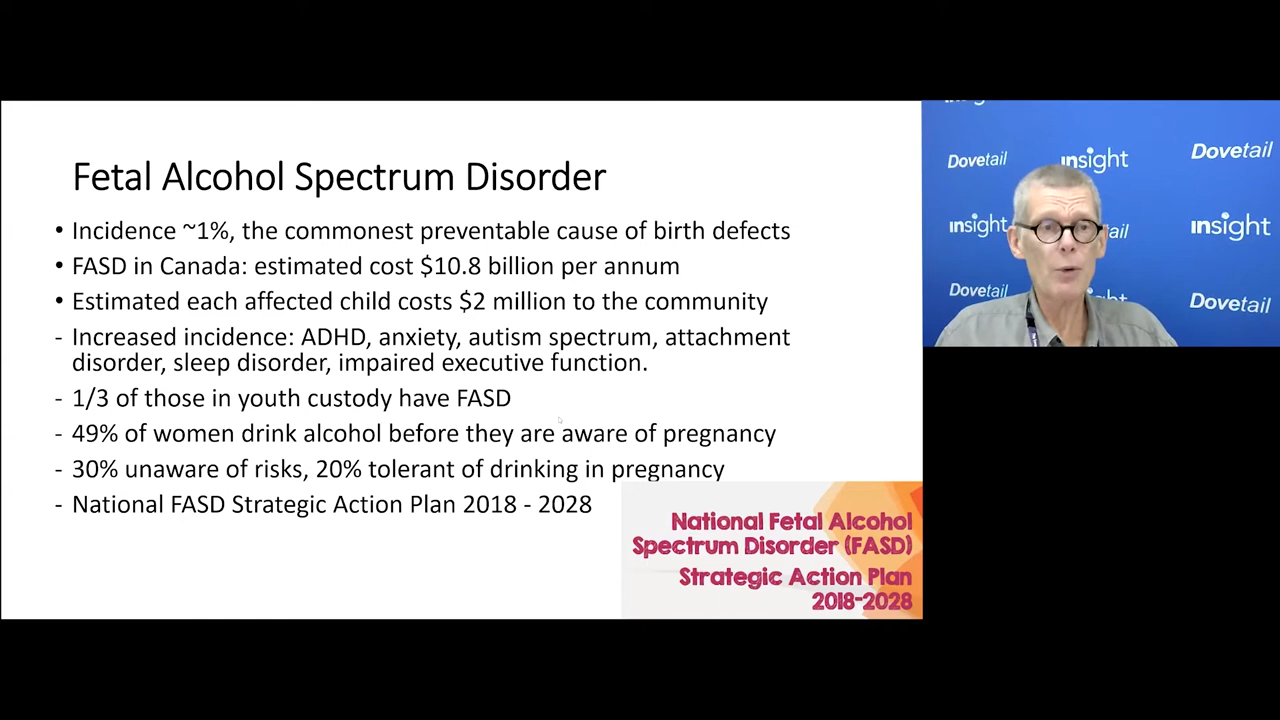 Fetal Alcohol Spectrum Disorder
• Incidence ~1%, the commonest preventable cause of birth defects
• FASD in Canada: estimated cost $10.8 billion per annum
• Estimated each affected child costs $2 million to the community
- Increased incidence: ADHD, anxiety, autism spectrum, attachment
disorder, sleep disorder, impaired executive function.
- 1/3 of those in youth custody have FASD
- 49% of women drink alcohol before they are aware of pregnancy
- 30% unaware of risks, 20% tolerant of drinking in pregnancy
- National FASD Strategic Action Plan 2018 - 2028
National Fetal Alcohol
Spectrum Disorder (FASD)
Strategic Action Plan
2018-2028
Dovetail insight Dovetail
insight insight
Dovetail Dovetail